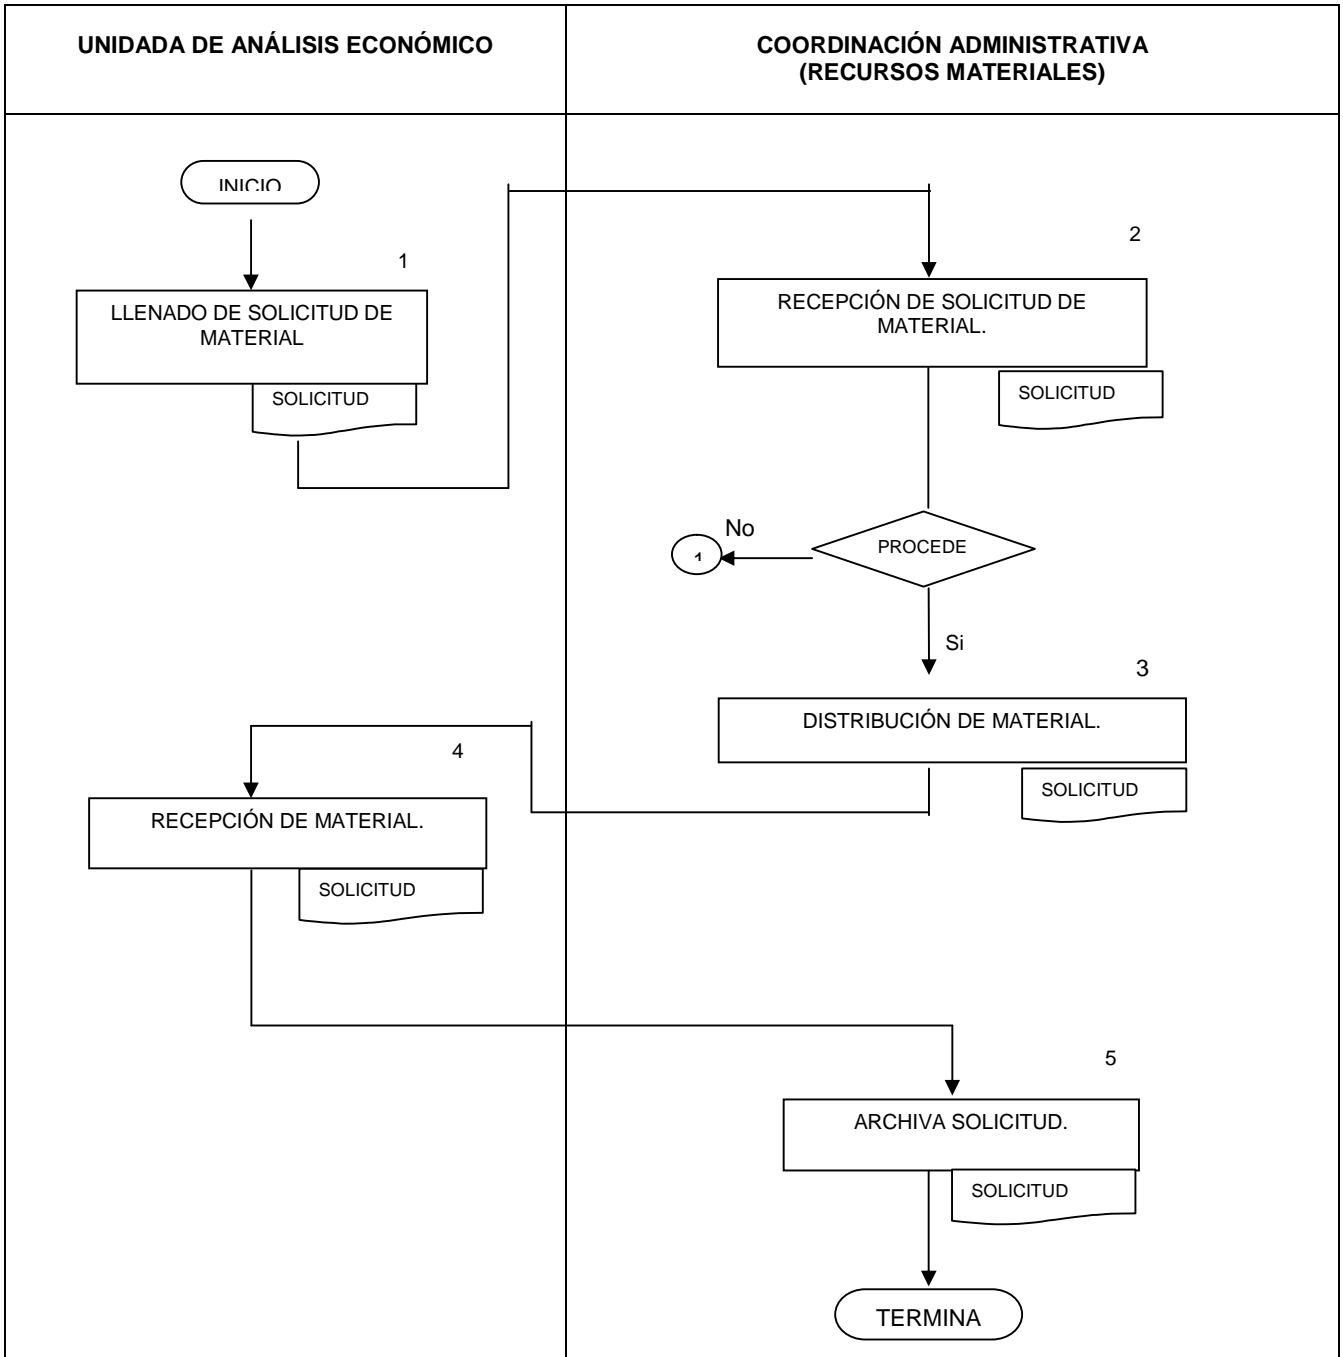 UNIDADA DE ANÁLISIS ECONÓMICO
COORDINACIÓN ADMINISTRATIVA
(RECURSOS MATERIALES)
INICIO
1
LLENADO DE SOLICITUD DE
MATERIAL
SOLICITUD
2
RECEPCIÓN DE SOLICITUD DE
MATERIAL.
SOLICITUD
PROCEDE
No
1
Si
3
DISTRIBUCIÓN DE MATERIAL.
SOLICITUD
4
RECEPCIÓN DE MATERIAL.
SOLICITUD
5
ARCHIVA SOLICITUD.
SOLICITUD
TERMINA